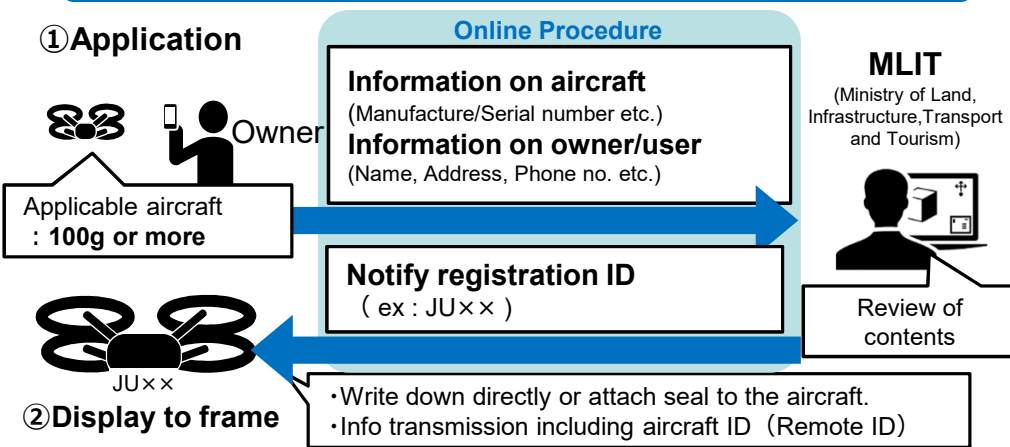 ①Application
Online Procedure
Information on aircraft
(Manufacture/Serial number etc.)
Information on owner/user
(Name, Address, Phone no. etc.)
Owner
MLIT
(Ministry of Land,
Infrastructure,Transport
and Tourism)
Applicable aircraft
：100g or more
Notify registration ID
（ ex : JU×× )
Review of
contents
JU××
②Display to frame
・Write down directly or attach seal to the aircraft.
・Info transmission including aircraft ID（Remote ID）